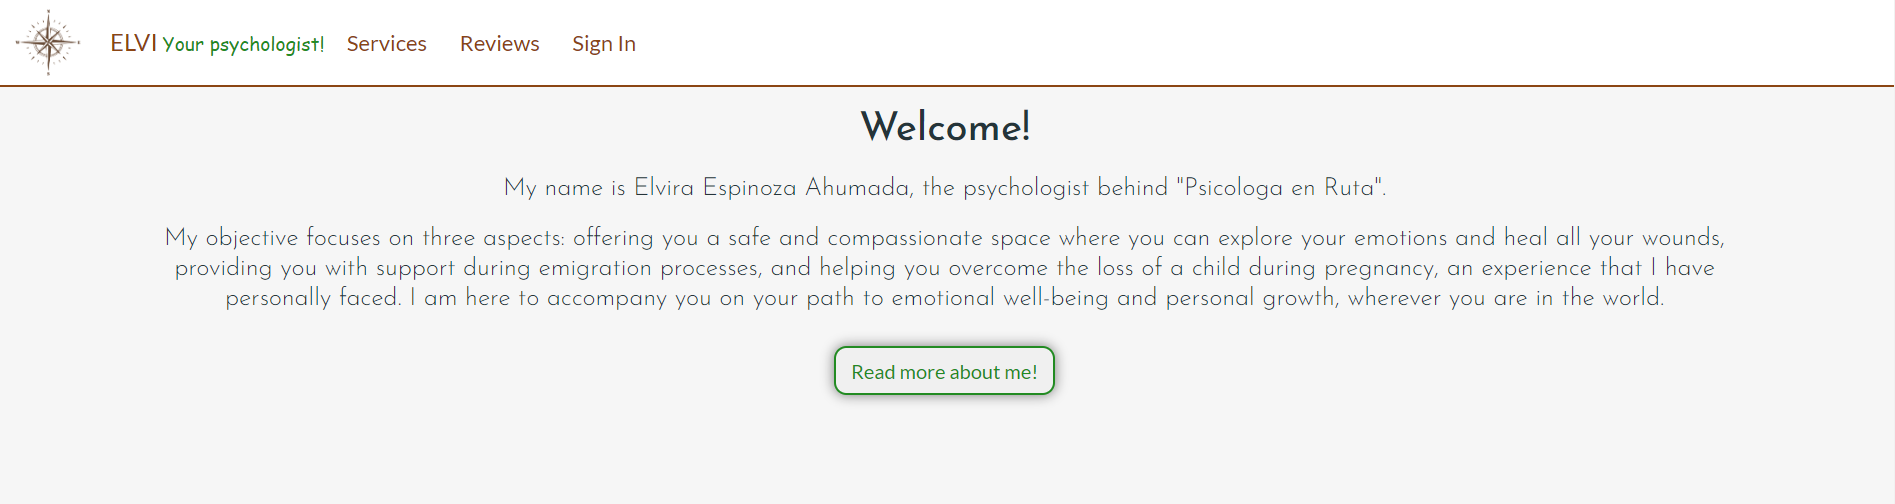 ELVI Your psychologist! Services Reviews Sign In
Welcome!
My name is Elvira Espinoza Ahumada, the psychologist behind "Psicologa en Ruta".
My objective focuses on three aspects: offering you a safe and compassionate space where you can explore your emotions and heal all your wounds,
providing you with support during emigration processes, and helping you overcome the loss of a child during pregnancy, an experience that I have
personally faced. I am here to accompany you on your path to emotional well-being and personal growth, wherever you are in the world.
Read more about me!